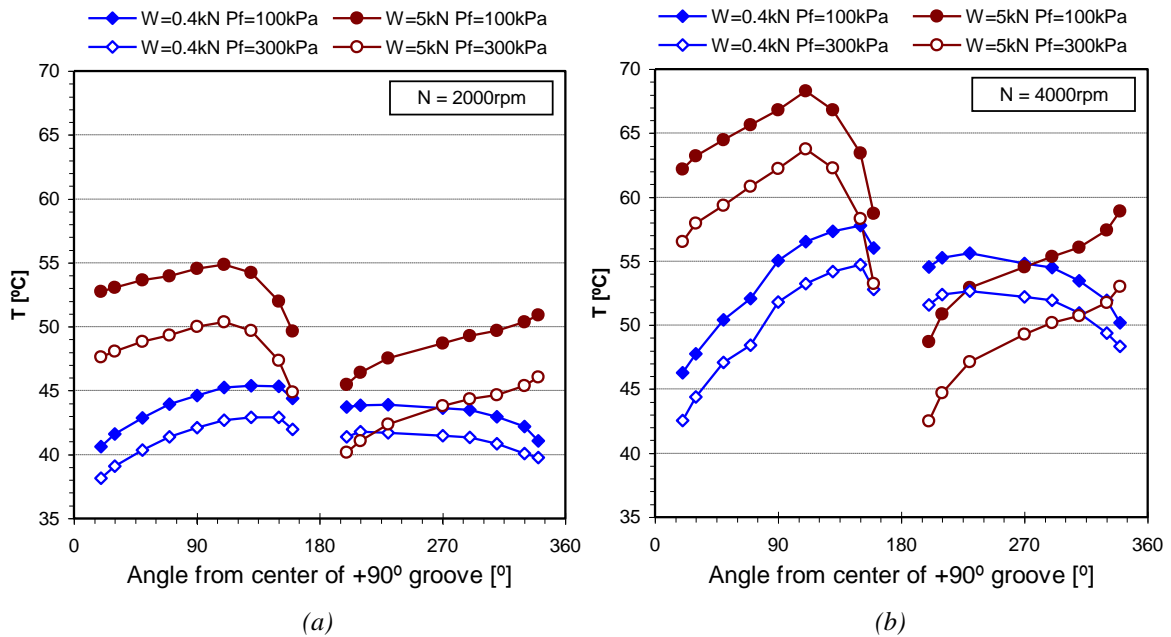 W=0.4kN Pf=100kPa W=5kN Pf=100kPa
W=0.4kN Pf=300kPa W=5kN Pf=300kPa
N = 2000rpm
T [ºC]
70
65
60
55
50
45
40
35
0 90 180 270 360
Angle from center of +90º groove [º]
(a)
W=0.4kN Pf=100kPa W=5kN Pf=100kPa
W=0.4kN Pf=300kPa W=5kN Pf=300kPa
N = 4000rpm
T [ºC]
70
65
60
55
50
45
40
35
0 90 180 270 360
Angle from center of +90º groove [º]
(b)